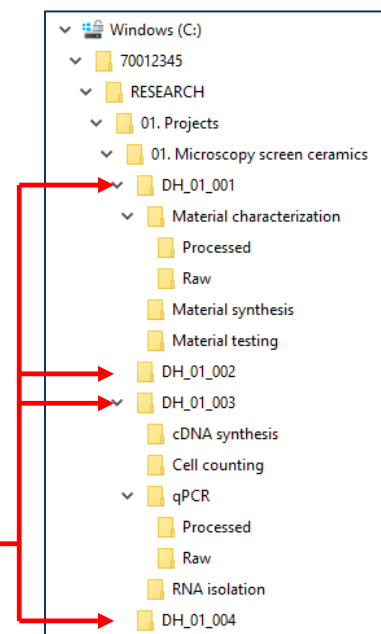 Windows (C:)
70012345
RESEARCH
01. Projects
01. Microscopy screen ceramics
DH_01_001
Material characterization
Processed
Raw
Material synthesis
Material testing
DH_01_002
DH_01_003
cDNA synthesis
Cell counting
qPCR
Processed
Raw
RNA isolation
DH_01_004